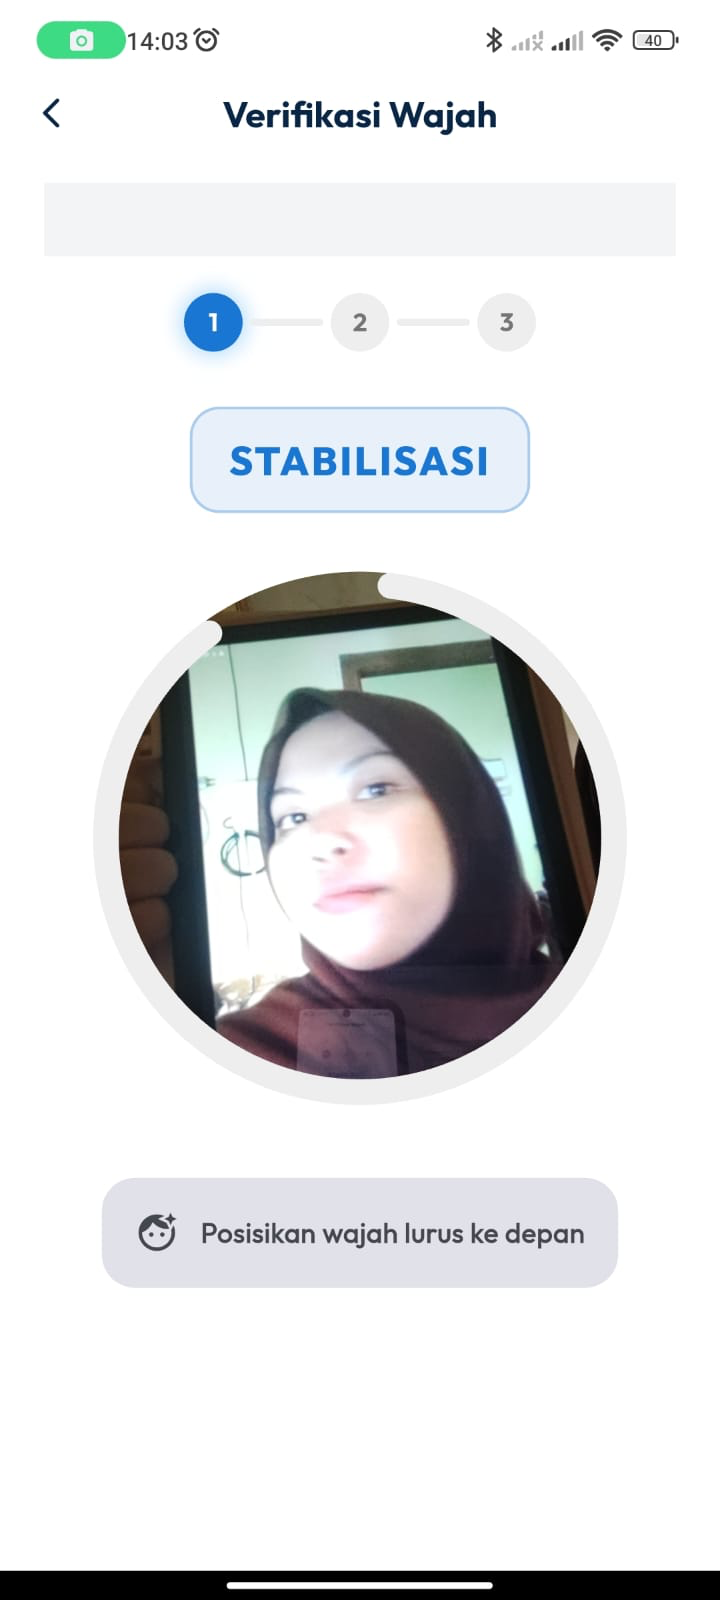 14:03
40
Verifikasi Wajah
1 2 3
STABILISASI
Posisikan wajah lurus ke depan